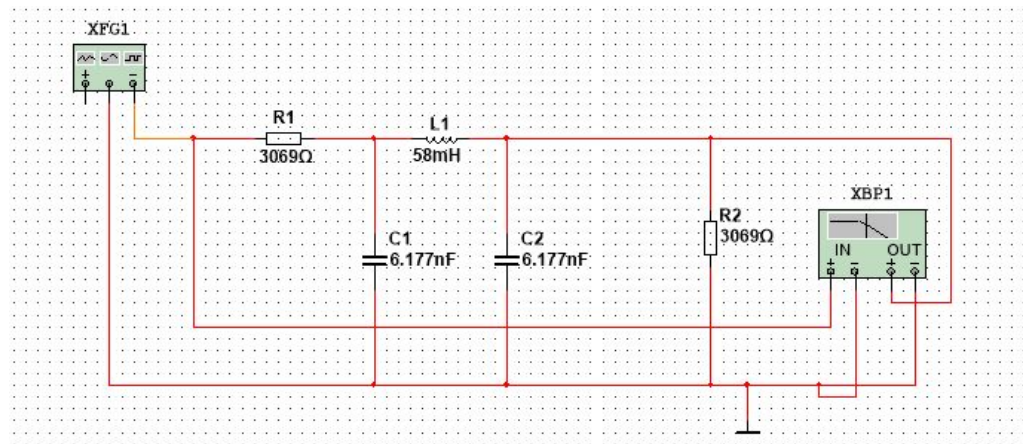 XFG1
+
−
R1
3069Ω
L1
58mH
C1
6.177nF
C2
6.177nF
R2
3069Ω
XBP1
IN OUT
+ − + −